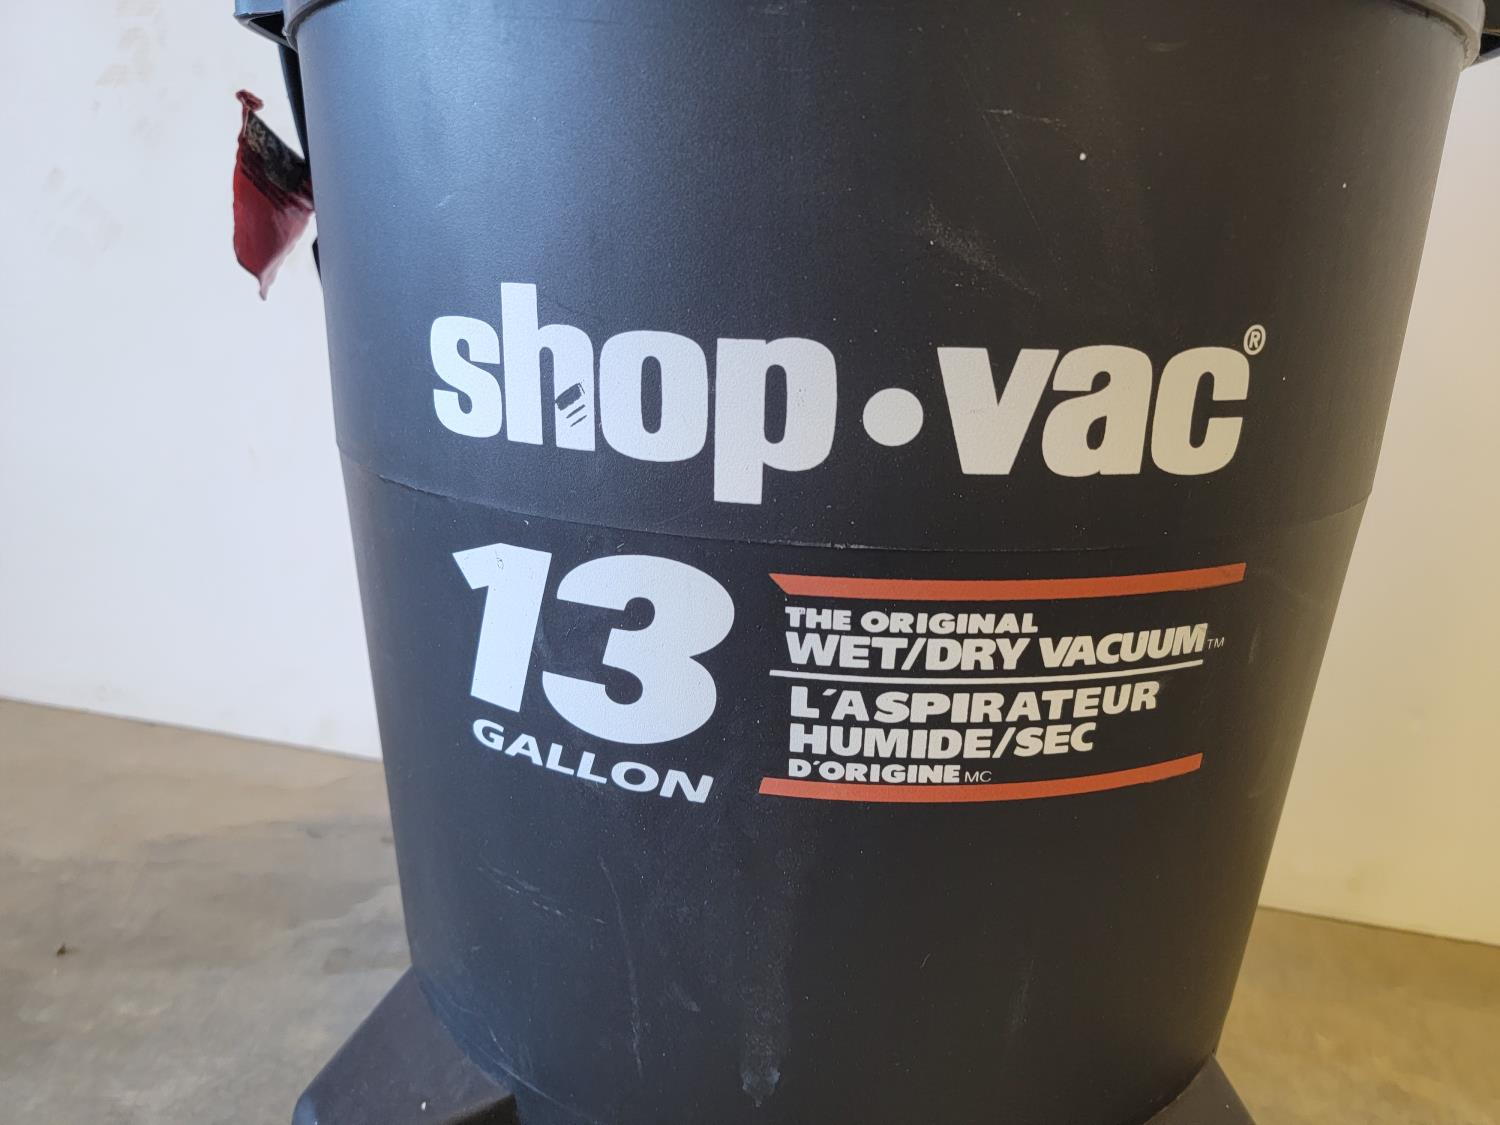 shop•vac®
13
GALLON
THE ORIGINAL
WET/DRY VACUUM™
L'ASPIRATEUR
HUMIDE/SEC
D'ORIGINE MC